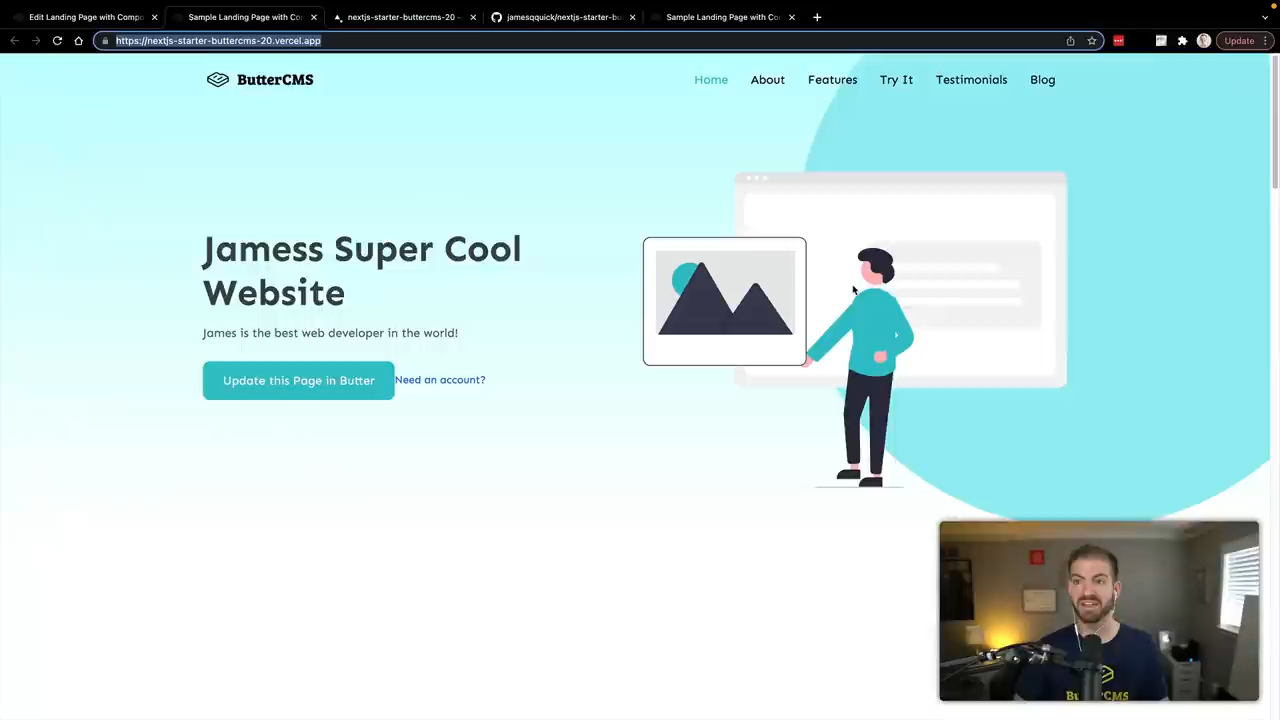 Edit Landing Page with Compo
Sample Landing Page with Cor
nextjs-starter-buttercms-20 –
jamesqquick/nextjs-starter-bu
Sample Landing Page with Cor
https://nextjs-starter-buttercms-20.vercel.app
Update
ButterCMS
Home
About
Features
Try It
Testimonials
Blog
Jamess Super Cool
Website
James is the best web developer in the world!
Update this Page in Butter
Need an account?
ButterCMS